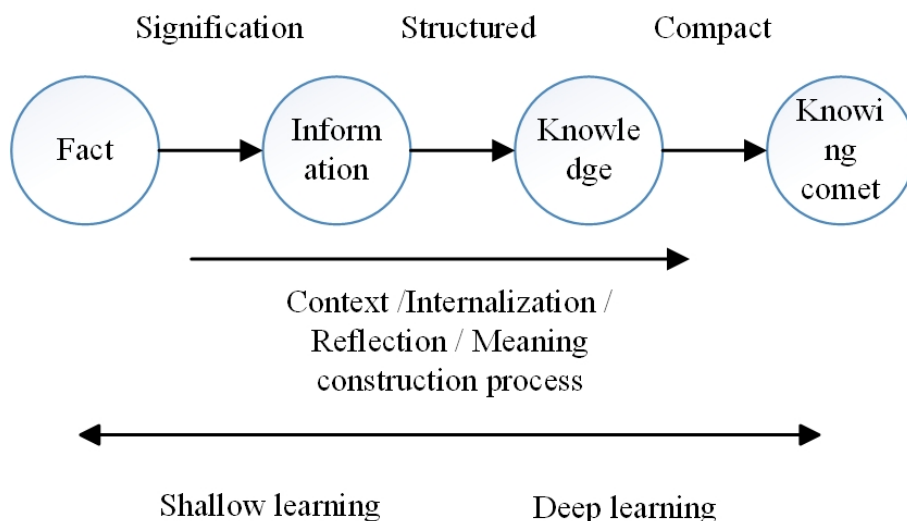 Signification Structured Compact
Fact
Inform
ation
Knowle
dge
Knowi
ng
comet
Context /Internalization /
Reflection / Meaning
construction process
Shallow learning Deep learning